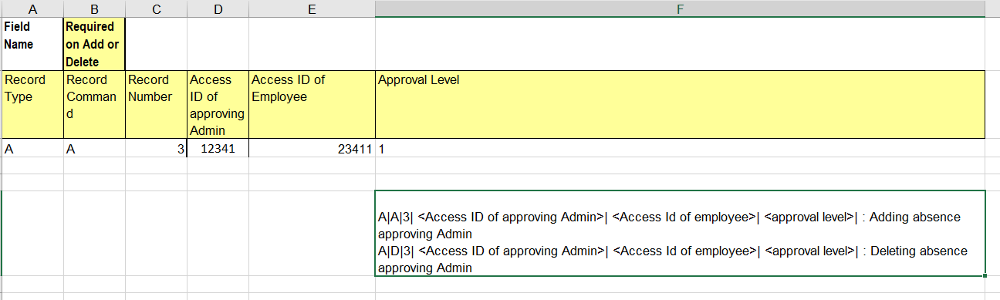 A B C D E F
Field
Name
Required
on Add or
Delete
Record
Type
Record
Comman
d
Record
Number
Access
ID of
approving
Admin
Access ID of
Employee
Approval Level
A A 3 12341 23411 1
A|A|3| <Access ID of approving Admin>| <Access Id of employee>| <approval level>| : Adding absence
approving Admin
A|D|3| <Access ID of approving Admin>| <Access Id of employee>| <approval level>| : Deleting absence
approving Admin